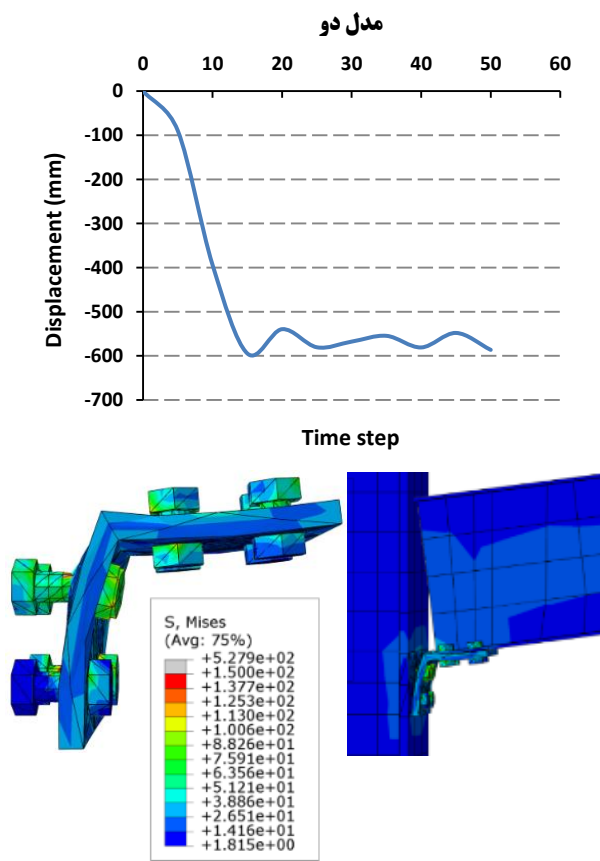 مدل دو
0 10 20 30 40 50 60
0
-100
-200
-300
-400
-500
-600
-700
Displacement (mm)
Time step
S, Mises
(Avg: 75%)
+5.279e+02
+1.500e+02
+1.377e+02
+1.253e+02
+1.130e+02
+1.006e+02
+8.826e+01
+7.591e+01
+6.356e+01
+5.121e+01
+3.886e+01
+2.651e+01
+1.416e+01
+1.815e+00